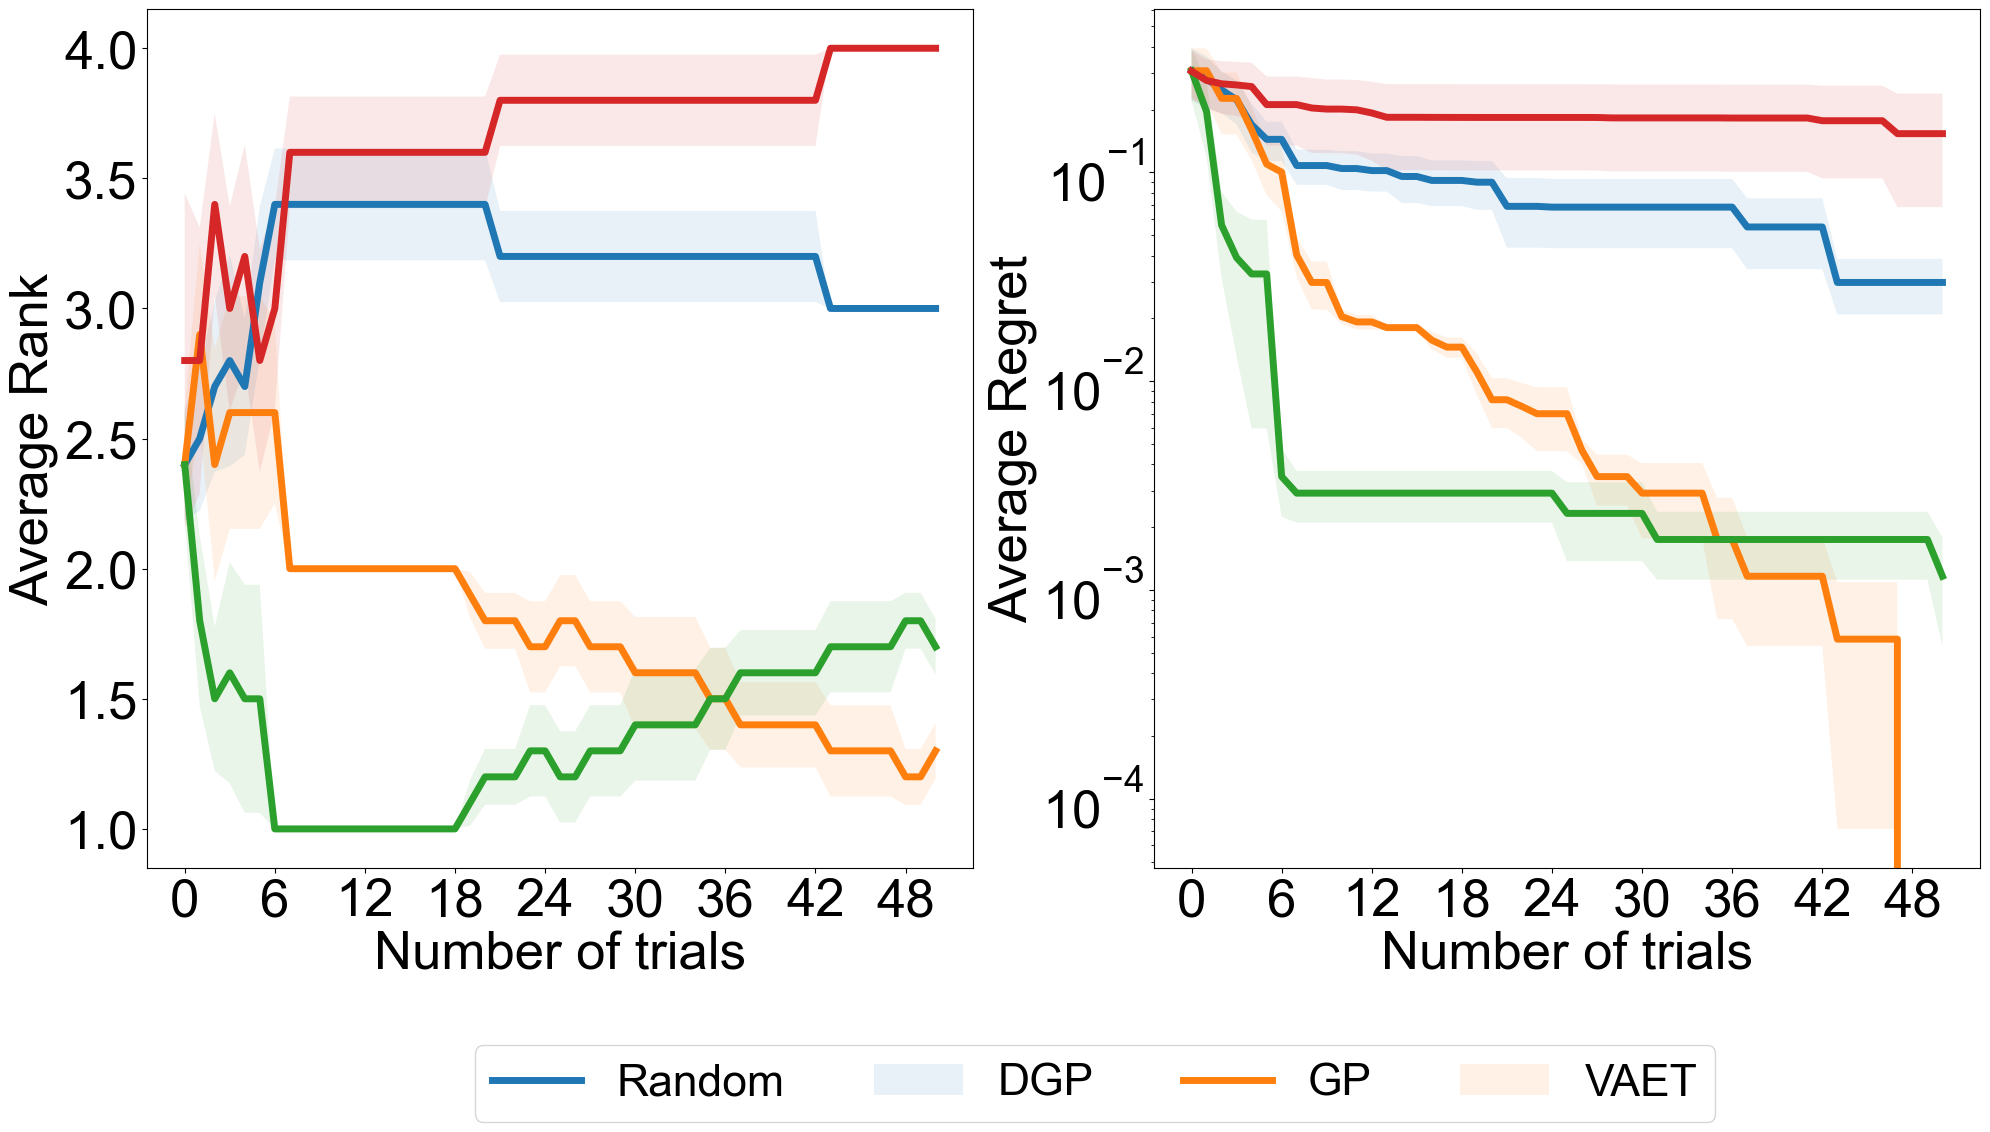 4.0
3.5
3.0
2.5
2.0
1.5
1.0
Average Rank
0 6 12 18 24 30 36 42 48
Number of trials
10−1
10−2
10−3
10−4
Average Regret
0 6 12 18 24 30 36 42 48
Number of trials
Random DGP GP VAET